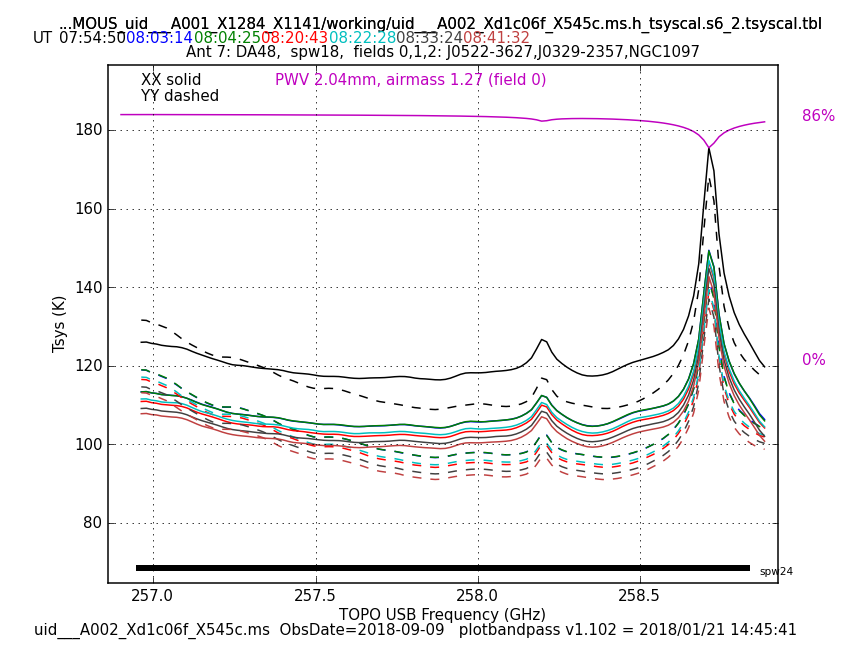 ...MOUS_uid___A001_X1284_X1141/working/uid___A002_Xd1c06f_X545c.ms.h_tsyscal.s6_2.tsyscal.tbl
UT 07:54:50 08:03:14 08:04:25 08:20:43 08:22:28 08:33:24 08:41:32
Ant 7: DA48, spw18, fields 0,1,2: J0522-3627,J0329-2357,NGC1097
XX solid
PWV 2.04mm, airmass 1.27 (field 0)
YY dashed
86%
180
160
140
Tsys (K)
120
0%
100
80
spw24
257.0 257.5 258.0 258.5
TOPO USB Frequency (GHz)
uid___A002_Xd1c06f_X545c.ms ObsDate=2018-09-09 plotbandpass v1.102 = 2018/01/21 14:45:41